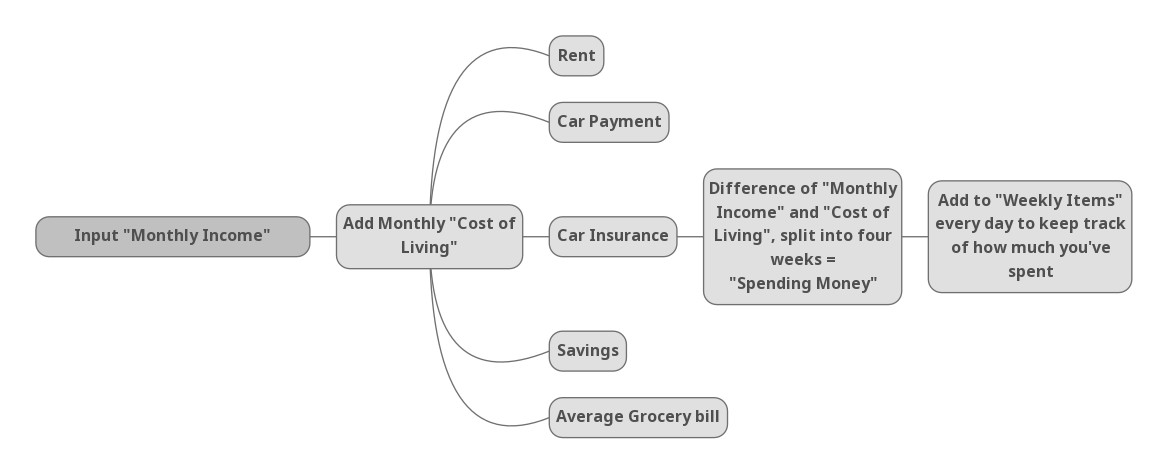 Input "Monthly Income"
Add Monthly "Cost of
Living"
Rent
Car Payment
Car Insurance
Savings
Average Grocery bill
Difference of "Monthly
Income" and "Cost of
Living", split into four
weeks =
"Spending Money"
Add to "Weekly Items"
every day to keep track
of how much you've
spent